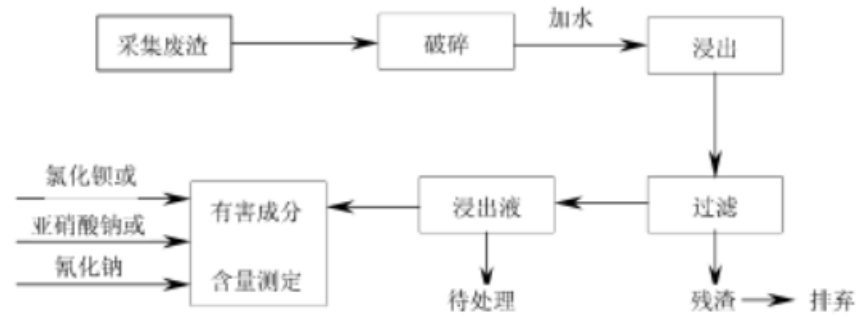 采集废渣
破碎
加水
浸出
氯化钡或
亚硝酸钠或
氰化钠
有害成分
含量测定
浸出液
过滤
待处理
残渣
排弃